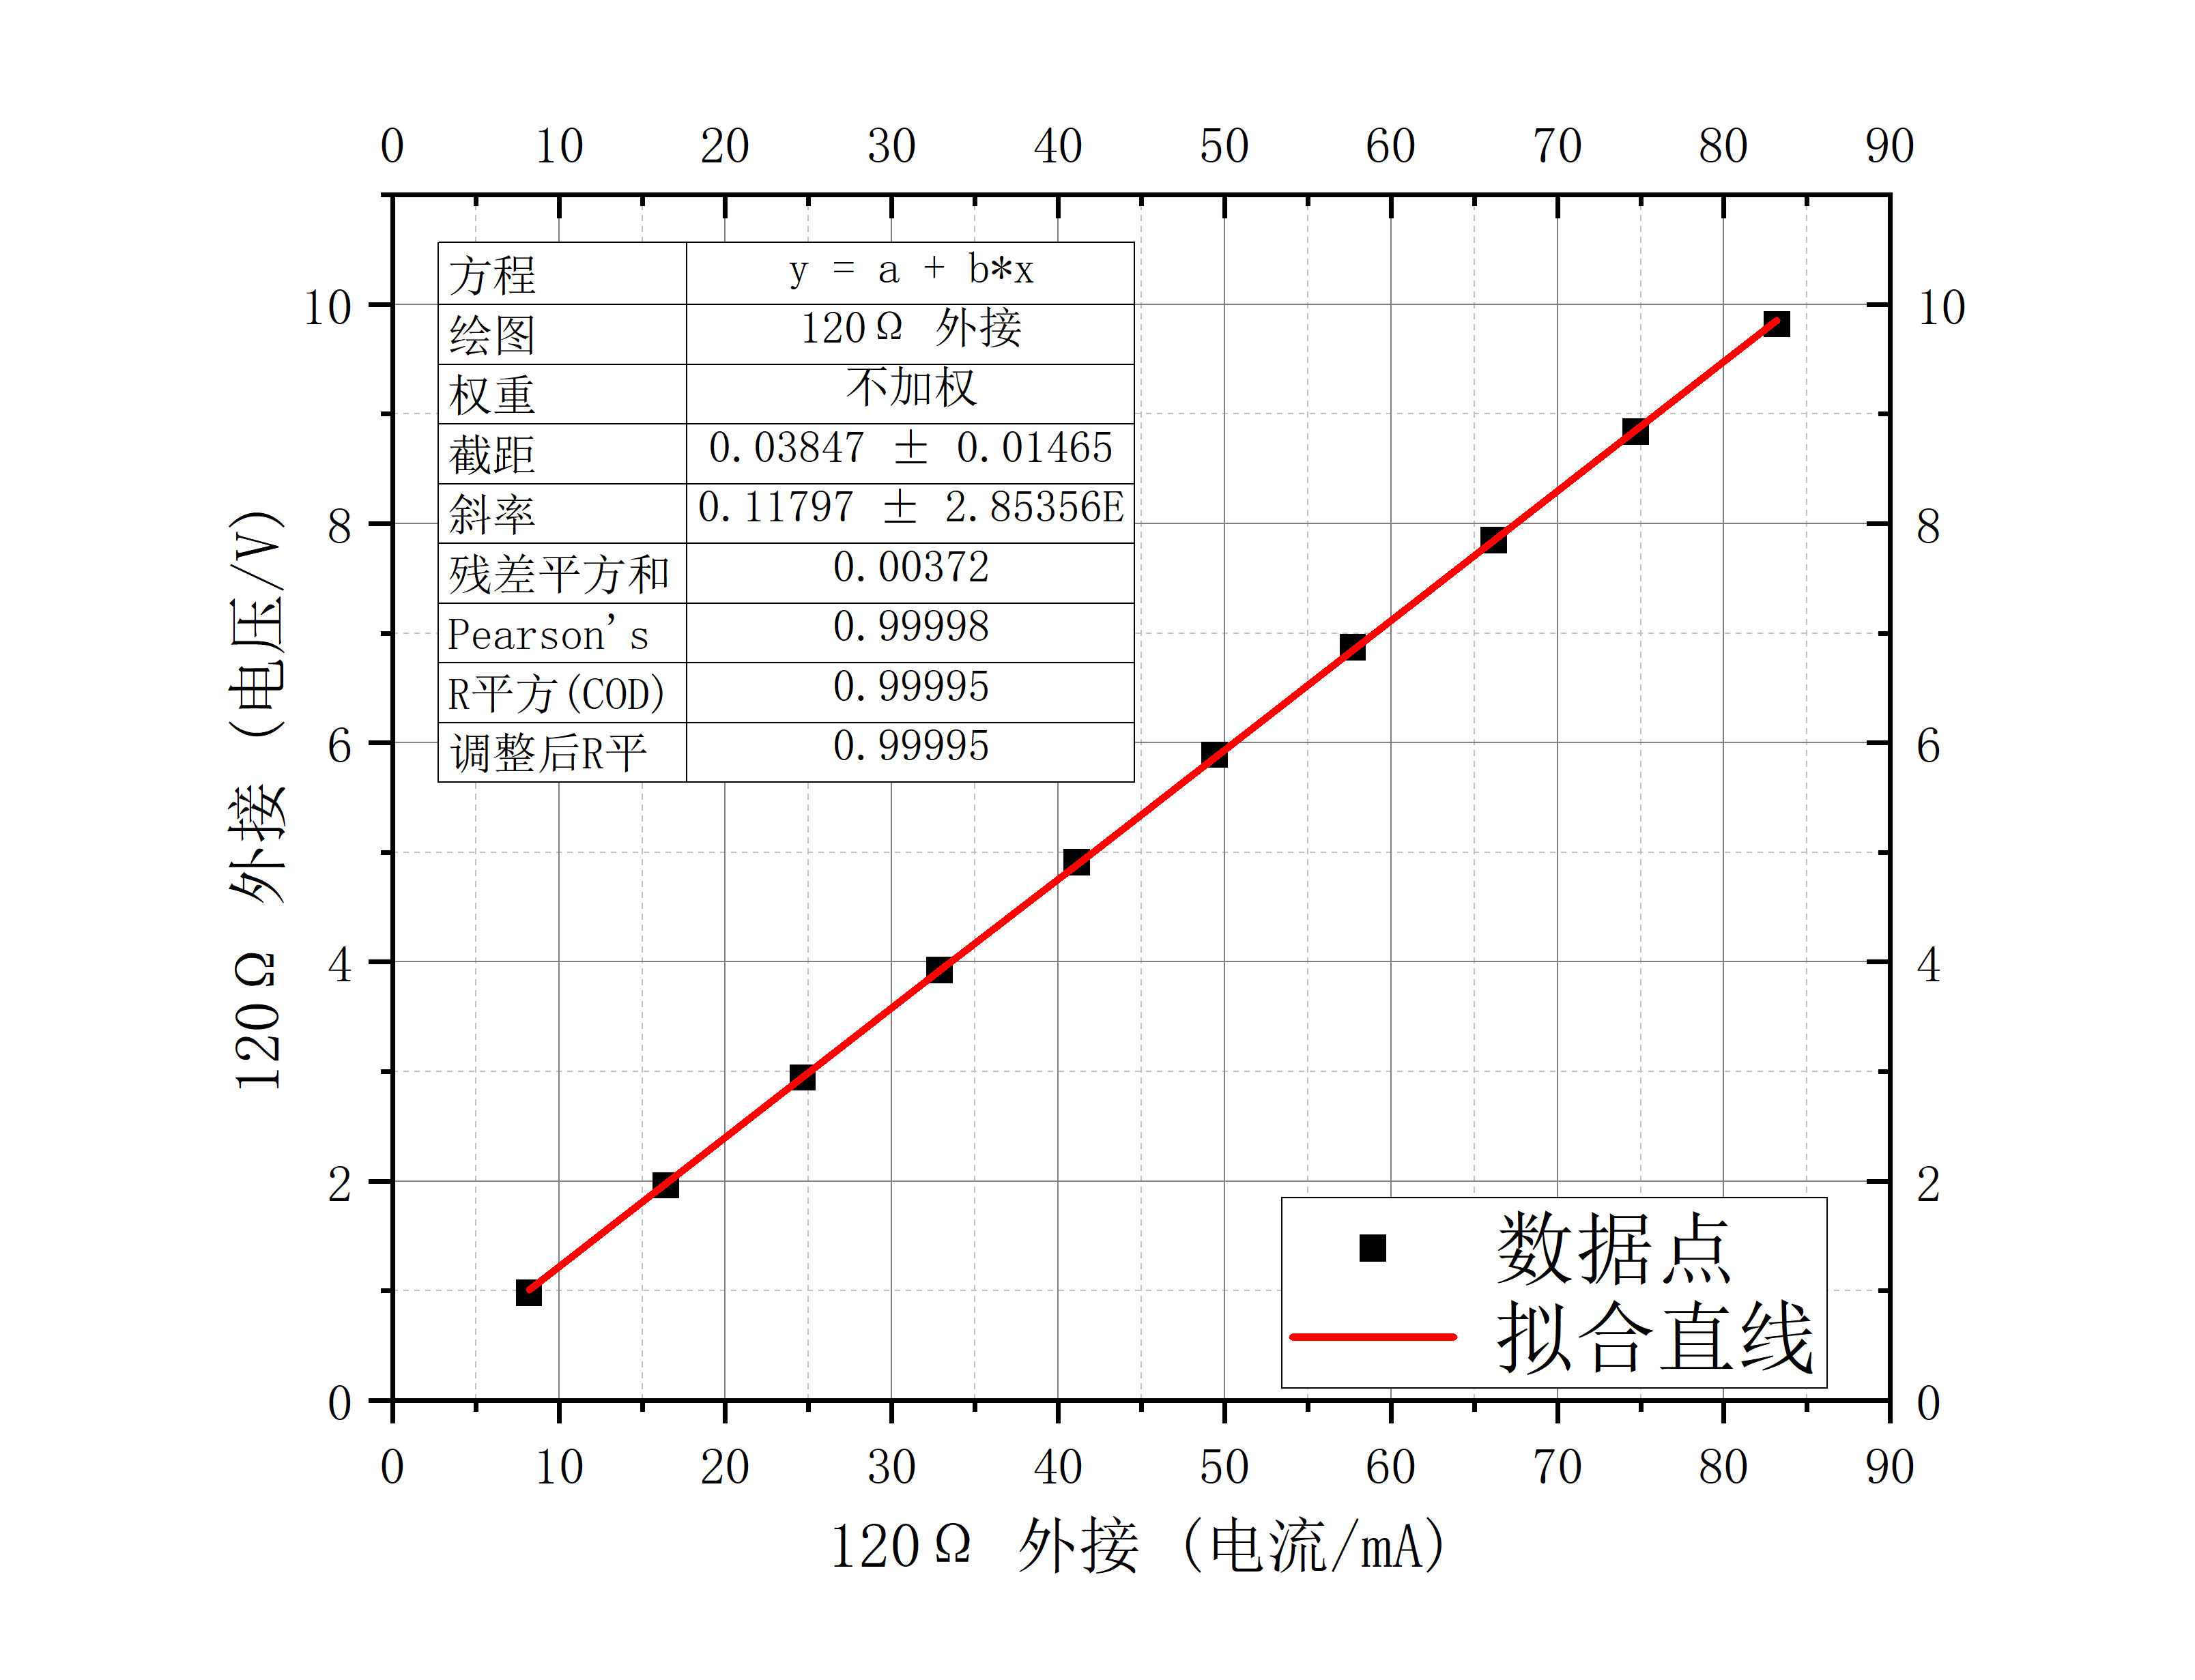 0 10 20 30 40 50 60 70 80 90
方程 y = a + b*x
绘图 120Ω 外接
权重 不加权
截距 0.03847 ± 0.01465
斜率 0.11797 ± 2.85356E
残差平方和 0.00372
Pearson's 0.99998
R平方(COD) 0.99995
调整后R平 0.99995
10
8
6
4
2
0
120Ω 外接 (电压/V)
10
8
6
4
2
0
数据点
拟合直线
0 10 20 30 40 50 60 70 80 90
120Ω 外接 (电流/mA)